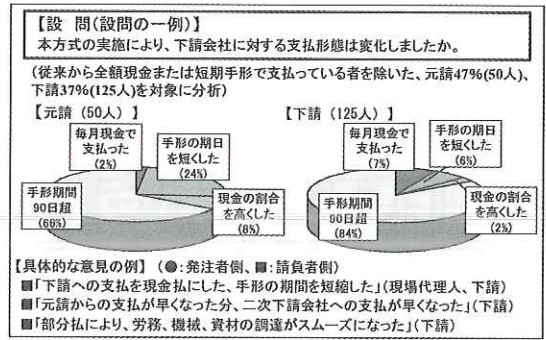 【設 問(設問の一例)】
本方式の実施により、下請会社に対する支払形態は変化しましたか。
(従来から全額現金または短期手形で支払っている者を除いた、元請47%(50人)、
下請37%(125人)を対象に分析)
【元請 (50人) 】
毎月現金で
支払った
(2%)
手形の期日
を短くした
(24%)
手形期間
90日超
(66%)
現金の割合
を高くした
(8%)
【下請 (125人) 】
毎月現金で
支払った
(7%)
手形の期日
を短くした
(6%)
手形期間
90日超
(84%)
現金の割合
を高くした
(2%)
【具体的な意見の例】 (●:発注者側、■:請負者側)
■「下請への支払を現金払にした、手形の期間を短縮した」(現場代理人、下請)
■「元請からの支払が早くなった分、二次下請会社への支払が早くなった」(下請)
■「部分払により、労務、機械、資材の調達がスムーズになった」(下請)